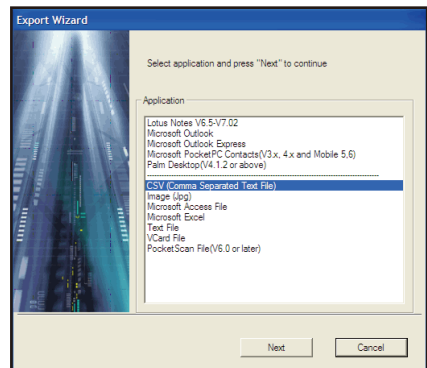 Export Wizard
Select application and press "Next" to continue
Application
Lotus Notes V6.5-V7.02
Microsoft Outlook
Microsoft Outlook Express
Microsoft PocketPC Contacts(V3.x, 4.x and Mobile 5,6)
Palm Desktop(V4.1.2 or above)
CSV (Comma Separated Text File)
Image (Jpg)
Microsoft Access File
Microsoft Excel
Text File
VCard File
PocketScan File(V6.0 or later)
Next
Cancel